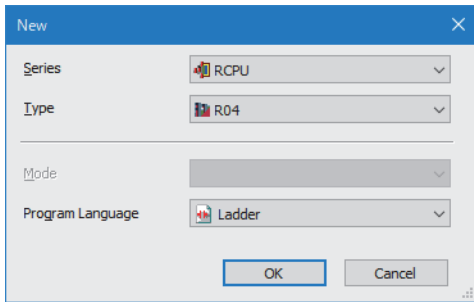 New
Series RCPU
Type R04
Mode
Program Language Ladder
OK Cancel